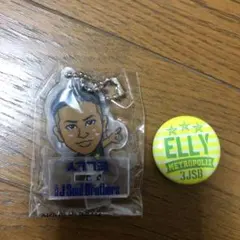 J Soul Brothers
ELLY
METROPOLIZ
3JSB